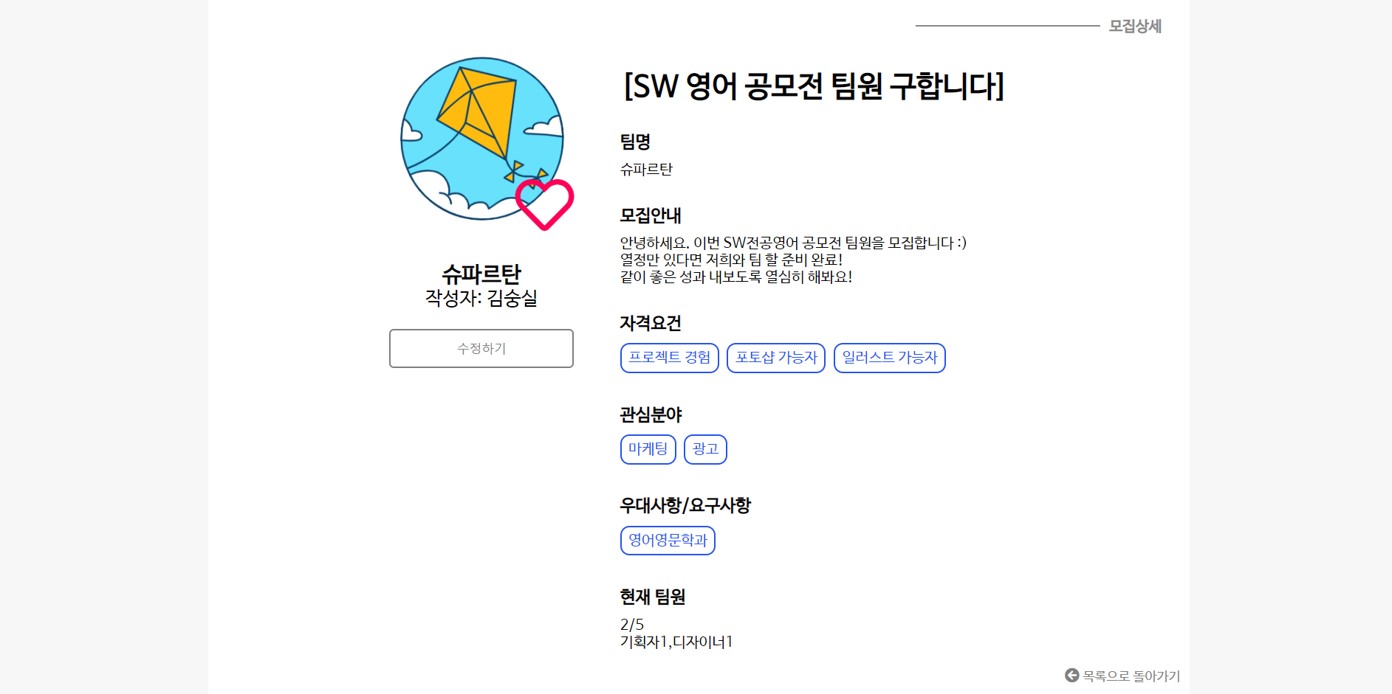 모집상세
[SW 영어 공모전 팀원 구합니다]
팀명
슈파르탄
모집안내
안녕하세요. 이번 SW전공영어 공모전 팀원을 모집합니다 :)
열정만 있다면 저희와 팀 할 준비 완료!
같이 좋은 성과 내보도록 열심히 해봐요!
슈파르탄
작성자: 김숭실
수정하기
자격요건
프로젝트 경험 포토샵 가능자 일러스트 가능자
관심분야
마케팅 광고
우대사항/요구사항
영어영문학과
현재 팀원
2/5
기획자1,디자이너1
목록으로 돌아가기